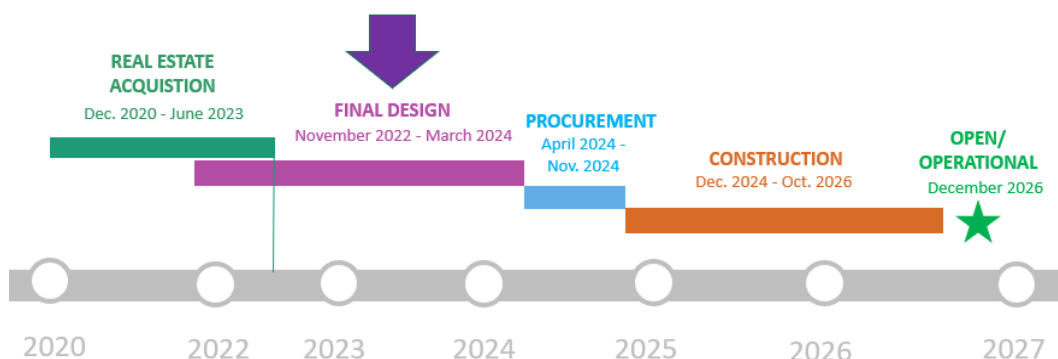 REAL ESTATE
ACQUISTION
Dec. 2020 - June 2023
FINAL DESIGN
November 2022 - March 2024
PROCUREMENT
April 2024 -
Nov. 2024
CONSTRUCTION
Dec. 2024 - Oct. 2026
OPEN/
OPERATIONAL
December 2026
2020
2022
2023
2024
2025
2026
2027